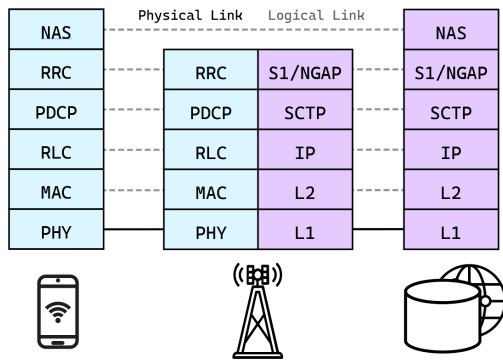 Physical Link Logical Link
NAS NAS
RRC RRC S1/NGAP S1/NGAP
PDCP PDCP SCTP SCTP
RLC RLC IP IP
MAC MAC L2 L2
PHY PHY L1 L1